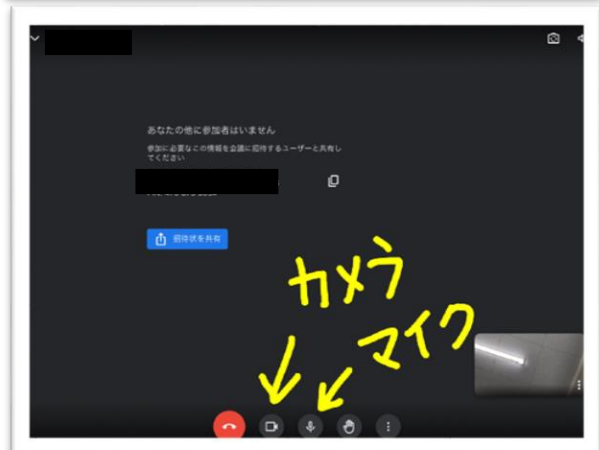 あなたの他に参加者はいません
参加に必要なこの情報を会議に招待するユーザーと共有し
てください
招待状を共有
カメラ
マイク